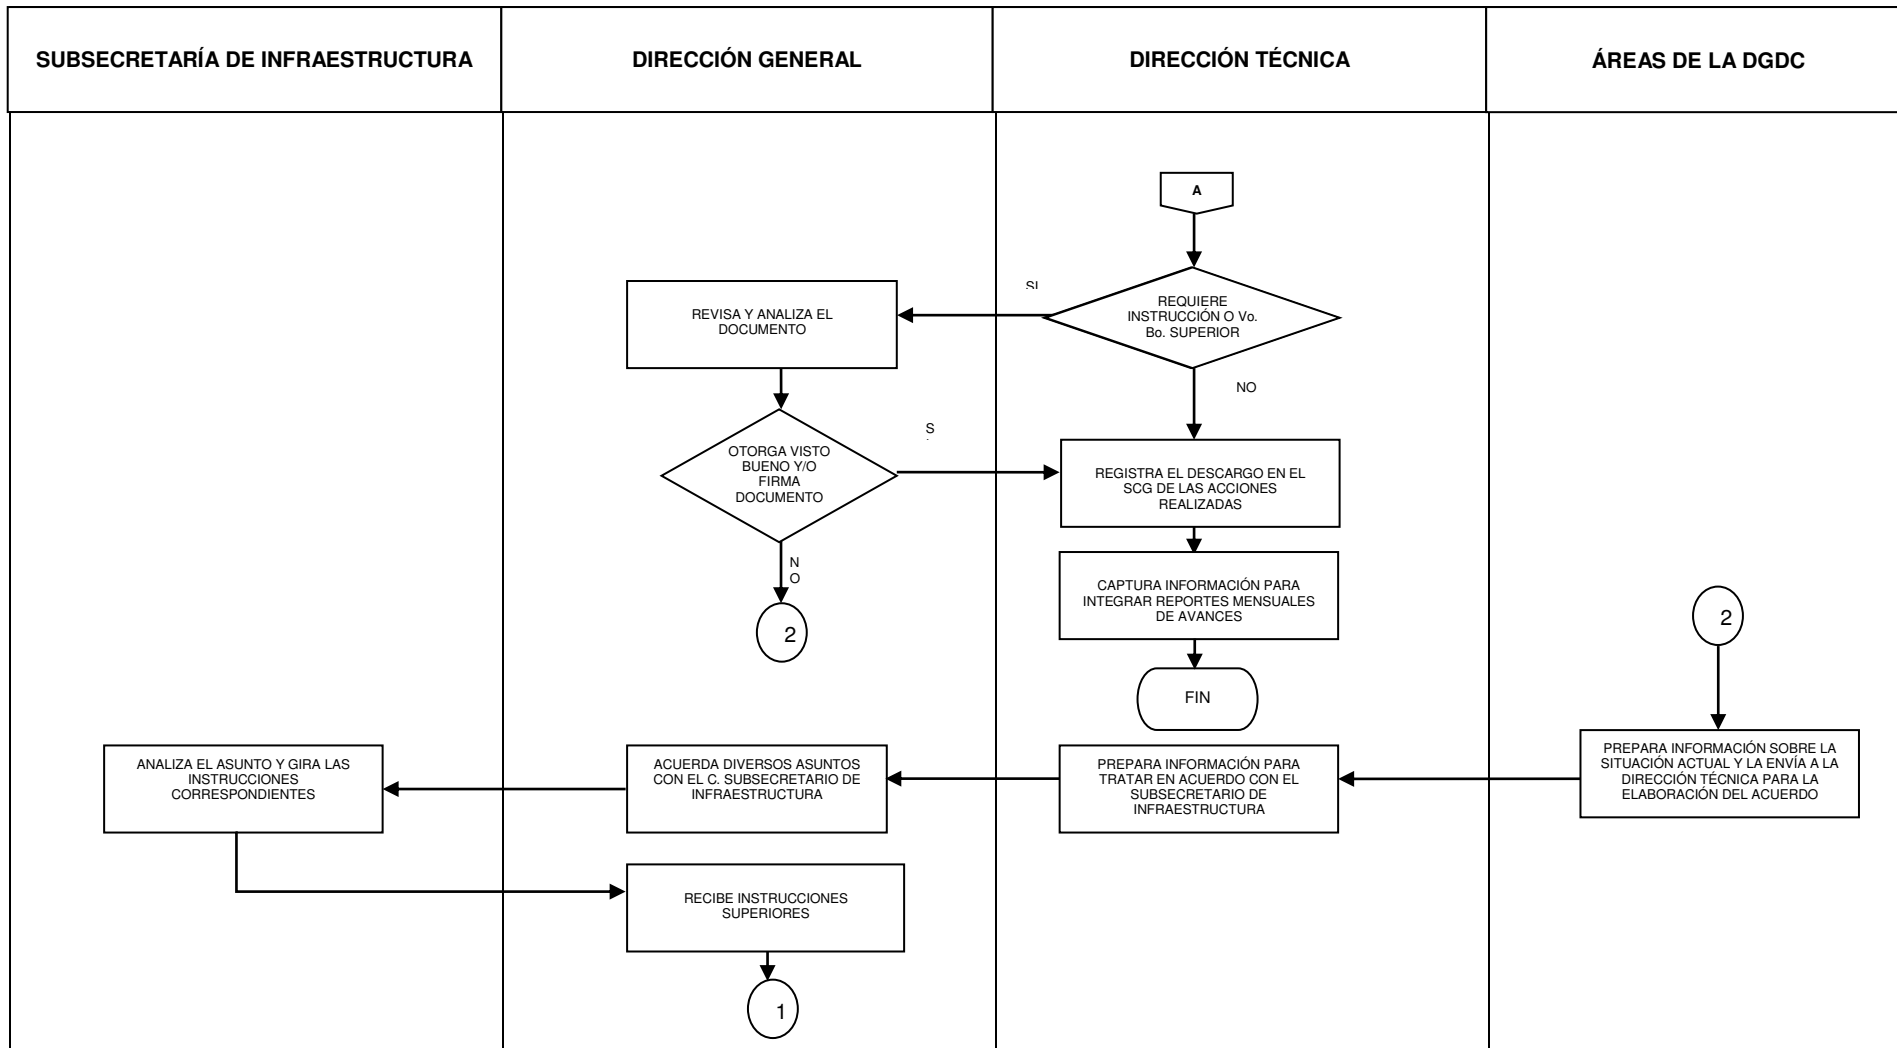 SUBSECRETARÍA DE INFRAESTRUCTURA
DIRECCIÓN GENERAL
DIRECCIÓN TÉCNICA
ÁREAS DE LA DGDC
A
REQUIERE
INSTRUCCIÓN O Vo.
Bo. SUPERIOR
SI
NO
REVISA Y ANALIZA EL
DOCUMENTO
OTORGA VISTO
BUENO Y/O
FIRMA
DOCUMENTO
S
N
O
2
REGISTRA EL DESCARGO EN EL
SCG DE LAS ACCIONES
REALIZADAS
CAPTURA INFORMACIÓN PARA
INTEGRAR REPORTES MENSUALES
DE AVANCES
FIN
2
PREPARA INFORMACIÓN SOBRE LA
SITUACIÓN ACTUAL Y LA ENVÍA A LA
DIRECCIÓN TÉCNICA PARA LA
ELABORACIÓN DEL ACUERDO
PREPARA INFORMACIÓN PARA
TRATAR EN ACUERDO CON EL
SUBSECRETARIO DE
INFRAESTRUCTURA
ACUERDA DIVERSOS ASUNTOS
CON EL C. SUBSECRETARIO DE
INFRAESTRUCTURA
ANALIZA EL ASUNTO Y GIRA LAS
INSTRUCCIONES
CORRESPONDIENTES
RECIBE INSTRUCCIONES
SUPERIORES
1